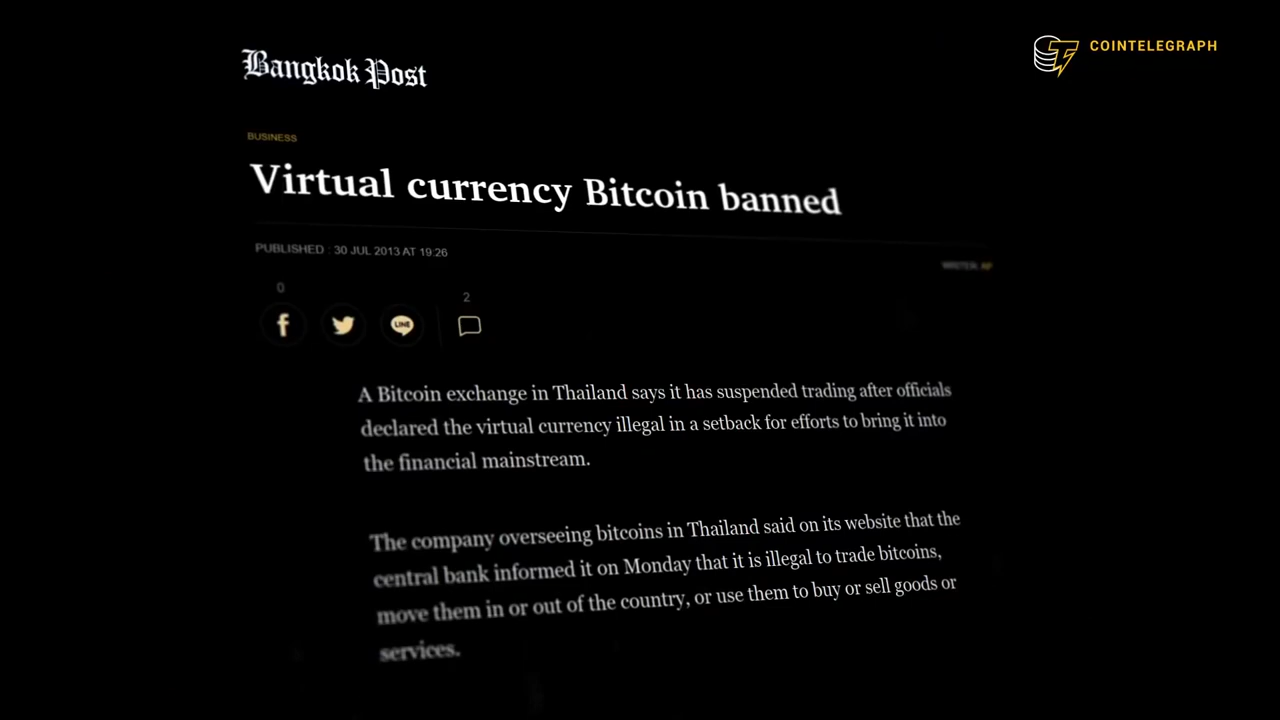 Bangkok Post
COINTELEGRAPH
BUSINESS
Virtual currency Bitcoin banned
PUBLISHED : 30 JUL 2013 AT 19:26
WRITER: AP
0
2
LINE
A Bitcoin exchange in Thailand says it has suspended trading after officials
declared the virtual currency illegal in a setback for efforts to bring it into
the financial mainstream.
The company overseeing bitcoins in Thailand said on its website that the
central bank informed it on Monday that it is illegal to trade bitcoins,
move them in or out of the country, or use them to buy or sell goods or
services.